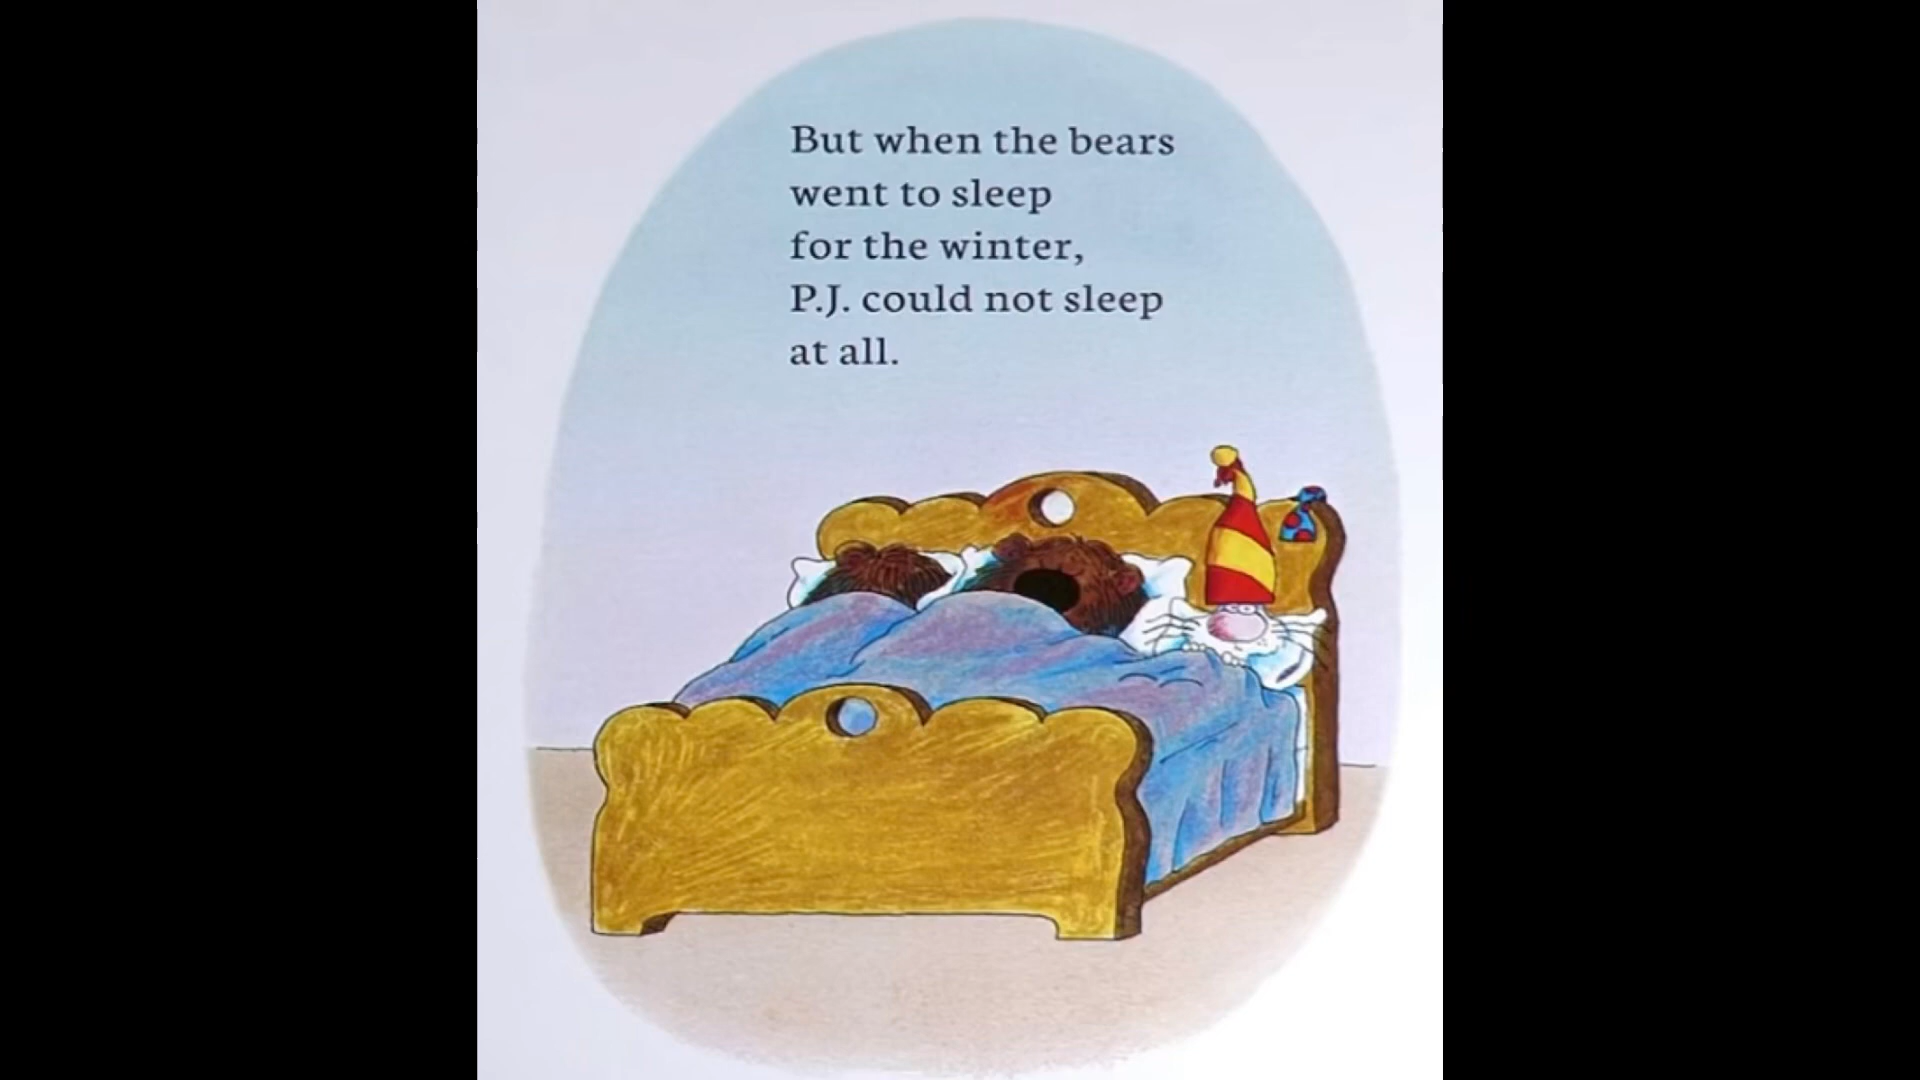 But when the bears
went to sleep
for the winter,
P.J. could not sleep
at all.